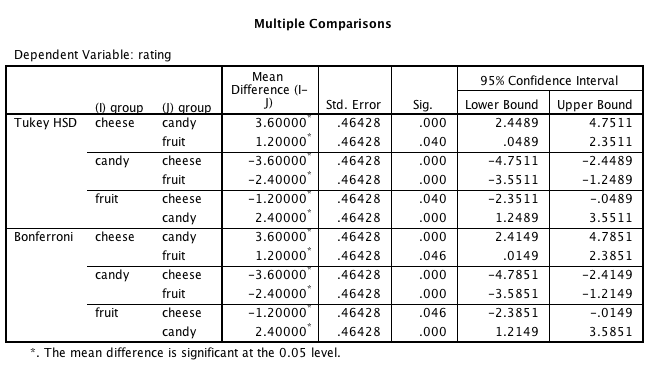 Multiple Comparisons
Dependent Variable: rating
Mean
Difference (I-
J)
95% Confidence Interval
(I) group (J) group Std. Error Sig. Lower Bound Upper Bound
Tukey HSD cheese candy 3.60000* .46428 .000 2.4489 4.7511
fruit 1.20000* .46428 .040 .0489 2.3511
candy cheese -3.60000* .46428 .000 -4.7511 -2.4489
fruit -2.40000* .46428 .000 -3.5511 -1.2489
fruit cheese -1.20000* .46428 .040 -2.3511 -.0489
candy 2.40000* .46428 .000 1.2489 3.5511
Bonferroni cheese candy 3.60000* .46428 .000 2.4149 4.7851
fruit 1.20000* .46428 .046 .0149 2.3851
candy cheese -3.60000* .46428 .000 -4.7851 -2.4149
fruit -2.40000* .46428 .000 -3.5851 -1.2149
fruit cheese -1.20000* .46428 .046 -2.3851 -.0149
candy 2.40000* .46428 .000 1.2149 3.5851
*. The mean difference is significant at the 0.05 level.